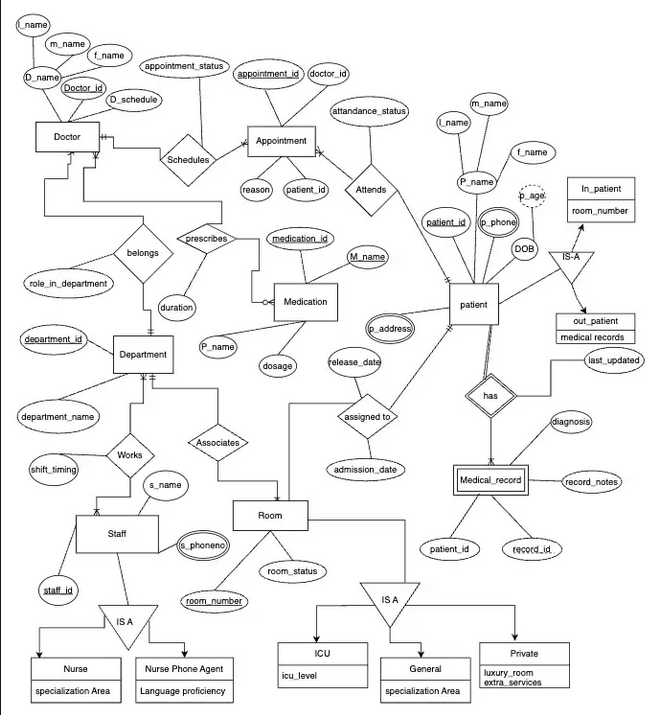 l_name
m_name
f_name
D_name
Doctor_id
D_schedule
Doctor
appointment_status
Schedules
appointment_id
doctor_id
Appointment
reason
patient_id
attandance_status
Attends
m_name
l_name
f_name
P_name
p_age
patient_id
p_phone
DOB
In_patient
room_number
IS-A
out_patient
medical records
patient
p_address
belongs
role_in_department
prescribes
duration
medication_id
M_name
Medication
P_name
dosage
department_id
Department
department_name
release_date
assigned to
admission_date
has
last_updated
diagnosis
Medical_record
record_notes
patient_id
record_id
Works
shift_timing
Associates
s_name
Staff
s_phoneno
staff_id
Room
room_status
room_number
IS A
Nurse
specialization Area
Nurse Phone Agent
Language proficiency
IS A
ICU
icu_level
General
specialization Area
Private
luxury_room
extra_services